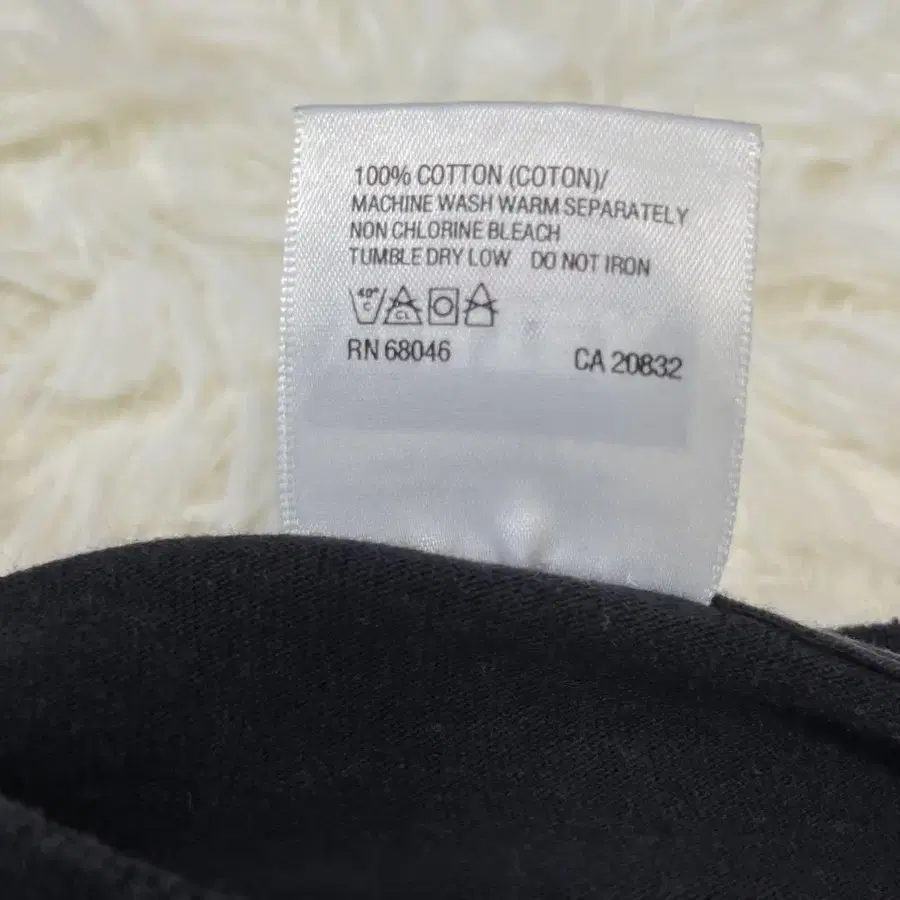 100% COTTON (COTON)/
MACHINE WASH WARM SEPARATELY
NON CHLORINE BLEACH
TUMBLE DRY LOW DO NOT IRON
40° C CL
RN 68046 CA 20832